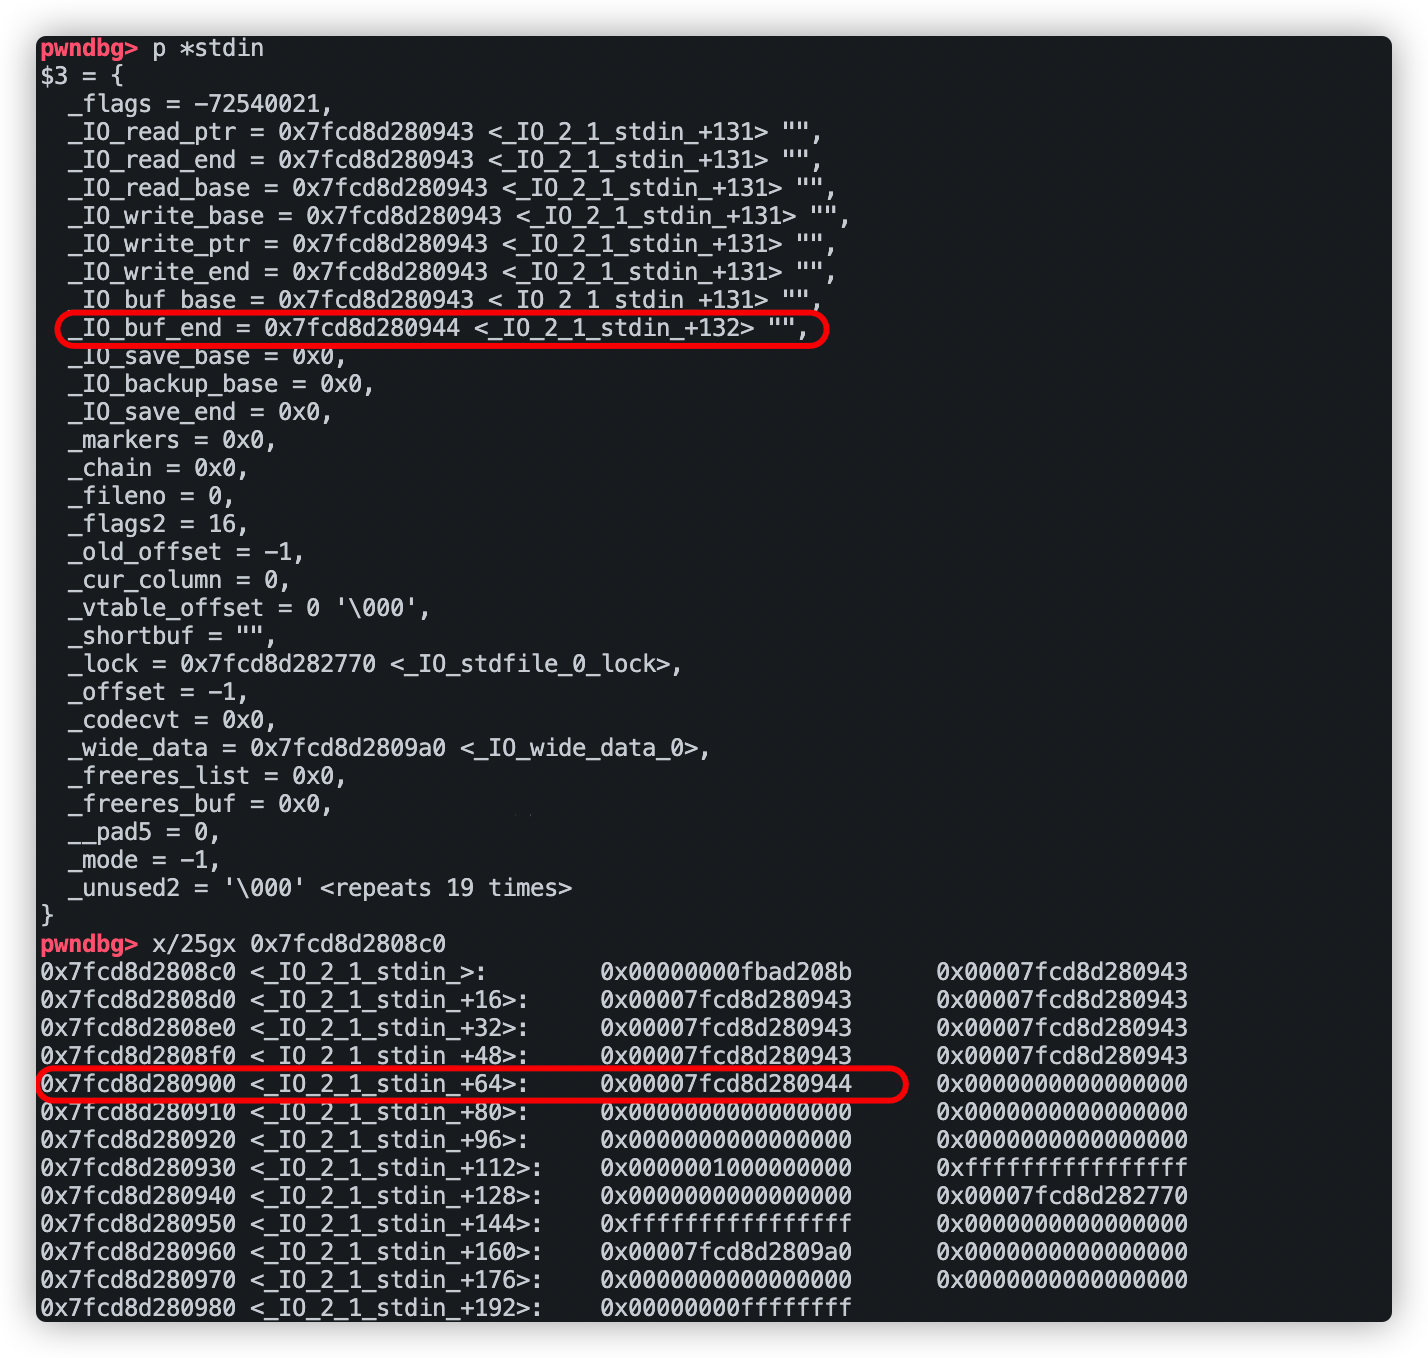 pwndbg> p *stdin
$3 = {
  _flags = -72540021,
  _IO_read_ptr = 0x7fcd8d280943 <_IO_2_1_stdin_+131> "",
  _IO_read_end = 0x7fcd8d280943 <_IO_2_1_stdin_+131> "",
  _IO_read_base = 0x7fcd8d280943 <_IO_2_1_stdin_+131> "",
  _IO_write_base = 0x7fcd8d280943 <_IO_2_1_stdin_+131> "",
  _IO_write_ptr = 0x7fcd8d280943 <_IO_2_1_stdin_+131> "",
  _IO_write_end = 0x7fcd8d280943 <_IO_2_1_stdin_+131> "",
  _IO_buf_base = 0x7fcd8d280943 <_IO_2_1_stdin_+131> "",
  _IO_buf_end = 0x7fcd8d280944 <_IO_2_1_stdin_+132> "",
  _IO_save_base = 0x0,
  _IO_backup_base = 0x0,
  _IO_save_end = 0x0,
  _markers = 0x0,
  _chain = 0x0,
  _fileno = 0,
  _flags2 = 16,
  _old_offset = -1,
  _cur_column = 0,
  _vtable_offset = 0 '\000',
  _shortbuf = "",
  _lock = 0x7fcd8d282770 <_IO_stdfile_0_lock>,
  _offset = -1,
  _codecvt = 0x0,
  _wide_data = 0x7fcd8d2809a0 <_IO_wide_data_0>,
  _freeres_list = 0x0,
  _freeres_buf = 0x0,
  __pad5 = 0,
  _mode = -1,
  _unused2 = '\000' <repeats 19 times>
}
pwndbg> x/25gx 0x7fcd8d2808c0
0x7fcd8d2808c0 <_IO_2_1_stdin_>:	0x00000000fbad208b	0x00007fcd8d280943
0x7fcd8d2808d0 <_IO_2_1_stdin_+16>:	0x00007fcd8d280943	0x00007fcd8d280943
0x7fcd8d2808e0 <_IO_2_1_stdin_+32>:	0x00007fcd8d280943	0x00007fcd8d280943
0x7fcd8d2808f0 <_IO_2_1_stdin_+48>:	0x00007fcd8d280943	0x00007fcd8d280943
0x7fcd8d280900 <_IO_2_1_stdin_+64>:	0x00007fcd8d280944	0x0000000000000000
0x7fcd8d280910 <_IO_2_1_stdin_+80>:	0x0000000000000000	0x0000000000000000
0x7fcd8d280920 <_IO_2_1_stdin_+96>:	0x0000000000000000	0x0000000000000000
0x7fcd8d280930 <_IO_2_1_stdin_+112>:	0x0000001000000000	0xffffffffffffffff
0x7fcd8d280940 <_IO_2_1_stdin_+128>:	0x0000000000000000	0x00007fcd8d282770
0x7fcd8d280950 <_IO_2_1_stdin_+144>:	0xffffffffffffffff	0x0000000000000000
0x7fcd8d280960 <_IO_2_1_stdin_+160>:	0x00007fcd8d2809a0	0x0000000000000000
0x7fcd8d280970 <_IO_2_1_stdin_+176>:	0x0000000000000000	0x0000000000000000
0x7fcd8d280980 <_IO_2_1_stdin_+192>:	0x00000000ffffffff